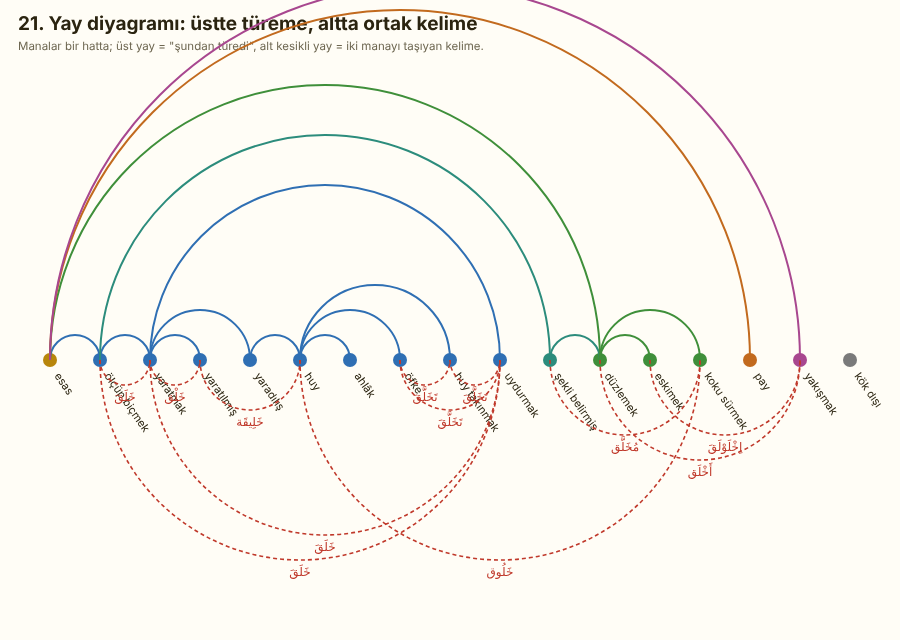 21. Yay diyagramı: üstte türeme, altta ortak kelime
Manalar bir hatta; üst yay = "şundan türedi", alt kesikli yay = iki manayı taşıyan kelime.
esas
ölçüp biçmek
yaratmak
yaratılmış
yaradılış
huy
ahlâk
huy takınmak
uydurmak
şekli belirmiş
düzlemek
eskimek
koku sürmek
pay
yakışmak
kök dışı
خَلْق
خَلِيقَة
تَخَلَّقَ
تَخَلَّقَ
مُخَلَّق
اِخْلَوْلَقَ
أَخْلَق
خَلَقَ
خَلَقَ
خَلُوق